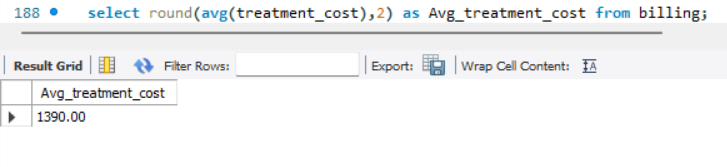 188 select round(avg(treatment_cost),2) as Avg_treatment_cost from billing;
Result Grid Filter Rows: Export: Wrap Cell Content: IA
Avg_treatment_cost
1390.00